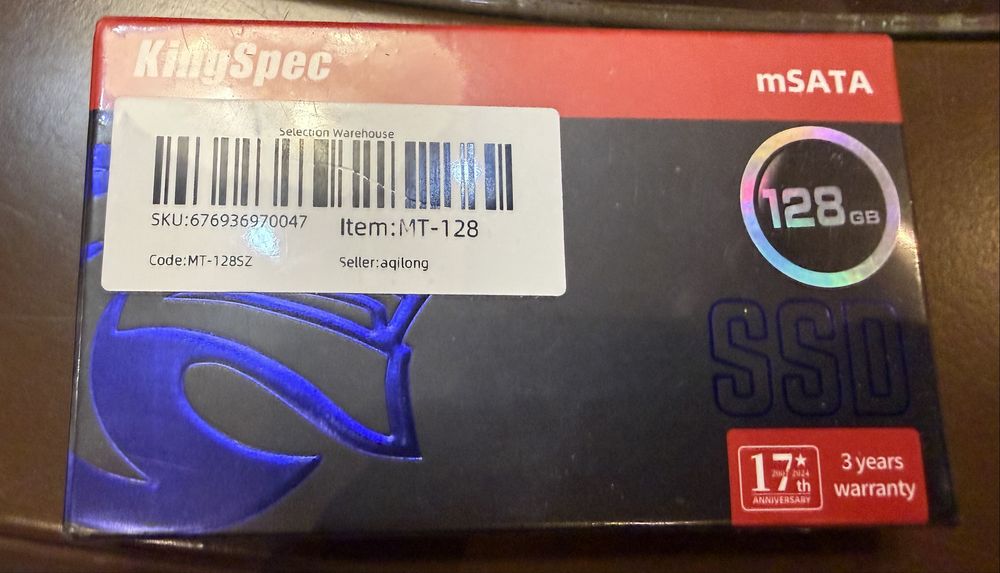 KingSpec
mSATA
Selection Warehouse
SKU:676936970047
Item:MT-128
Code:MT-128SZ
Seller:aqilong
128GB
SSD
17th
2007-2024
ANNIVERSARY
3 years
warranty